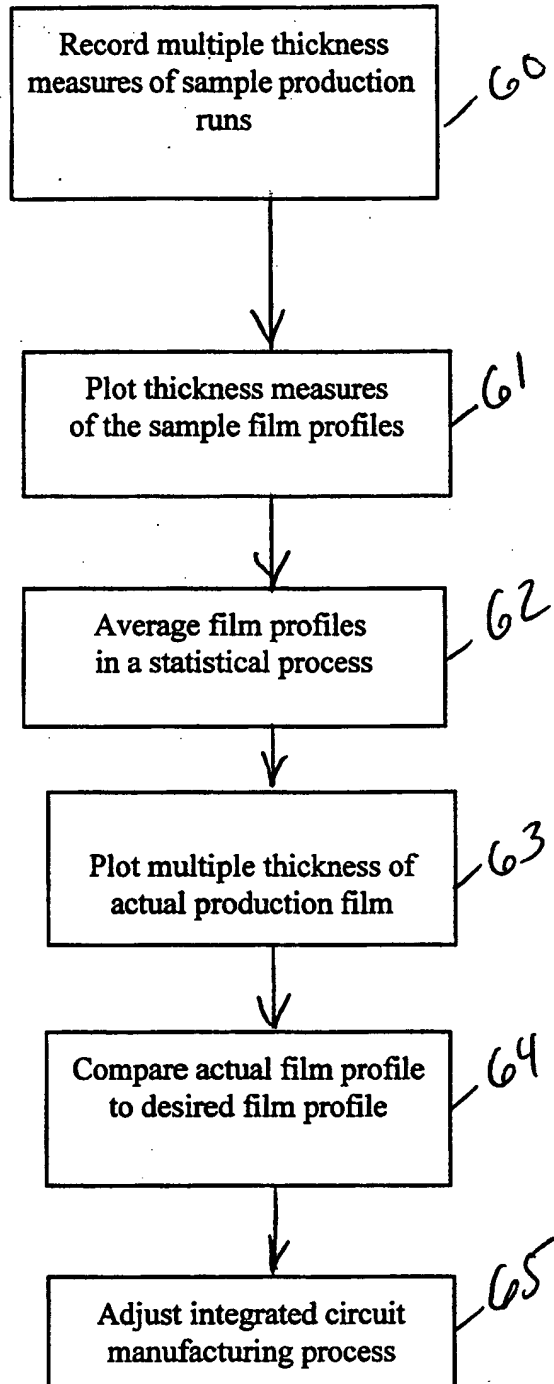 Record multiple thickness
measures of sample production
runs
60
Plot thickness measures
of the sample film profiles
61
Average film profiles
in a statistical process
62
Plot multiple thickness of
actual production film
63
Compare actual film profile
to desired film profile
64
Adjust integrated circuit
manufacturing process
65